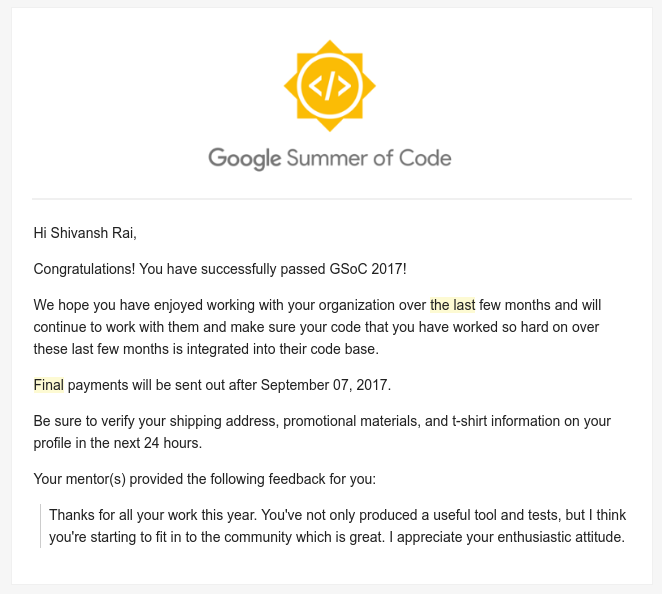 </>
Google Summer of Code
Hi Shivansh Rai,
Congratulations! You have successfully passed GSoC 2017!
We hope you have enjoyed working with your organization over the last few months and will
continue to work with them and make sure your code that you have worked so hard on over
these last few months is integrated into their code base.
Final payments will be sent out after September 07, 2017.
Be sure to verify your shipping address, promotional materials, and t-shirt information on your
profile in the next 24 hours.
Your mentor(s) provided the following feedback for you:
Thanks for all your work this year. You've not only produced a useful tool and tests, but I think
you're starting to fit in to the community which is great. I appreciate your enthusiastic attitude.